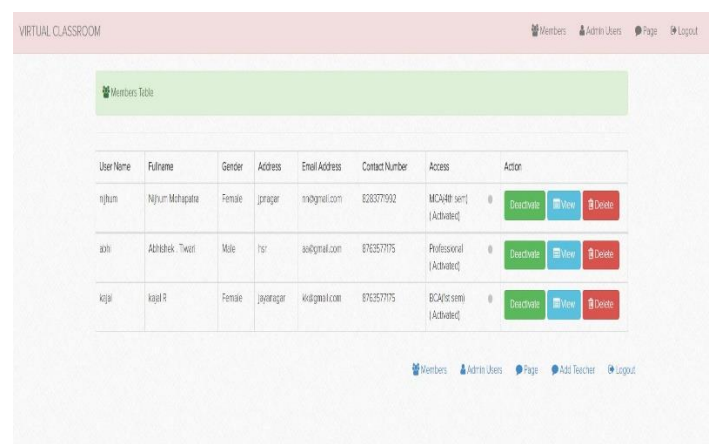 VIRTUAL CLASSROOM Members Admin Users Page Logout
Members Table
User Name Fullname Gender Address Email Address Contact Number Access Action
nijhum Nijhum Mohapatra Female jpnagar nn@gmail.com 8283771992 MCA(4th sem) Deactivate View Delete
(Activated)
abhi Abhishek . Tiwari Male hsr aa@gmail.com 8763577175 Professional Deactivate View Delete
(Activated)
kajal kajal R Female jayanagar kk@gmail.com 8763577175 BCA(1st sem) Deactivate View Delete
(Activated)
Members Admin Users Page Add Teacher Logout